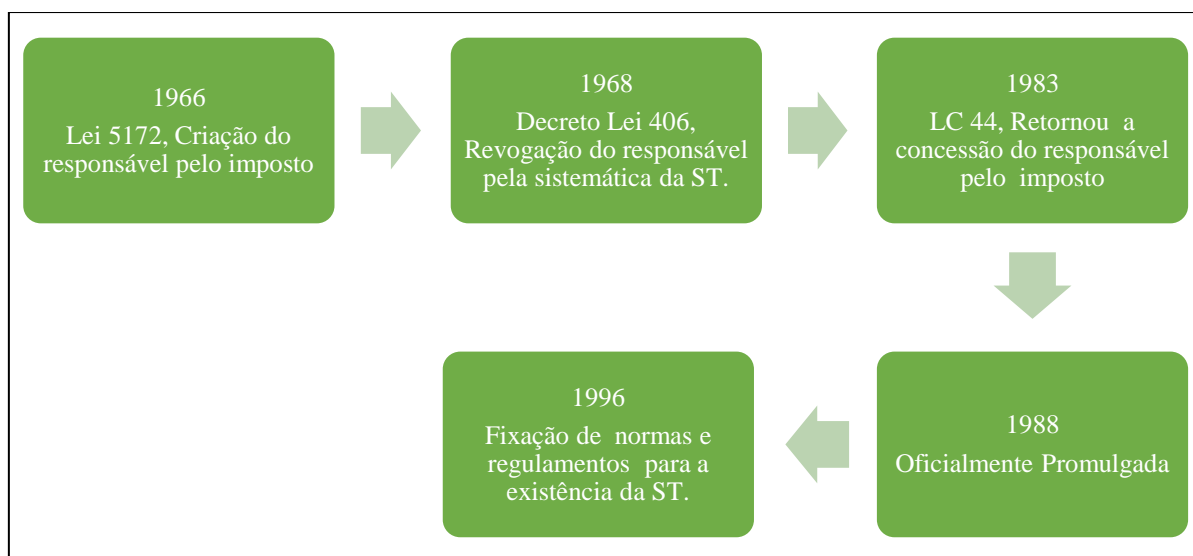 1966
Lei 5172, Criação do
responsável pelo imposto
1968
Decreto Lei 406,
Revogação do responsável
pela sistemática da ST.
1983
LC 44, Retornou a
concessão do responsável
pelo imposto
1988
Oficialmente Promulgada
1996
Fixação de normas e
regulamentos para a
existência da ST.